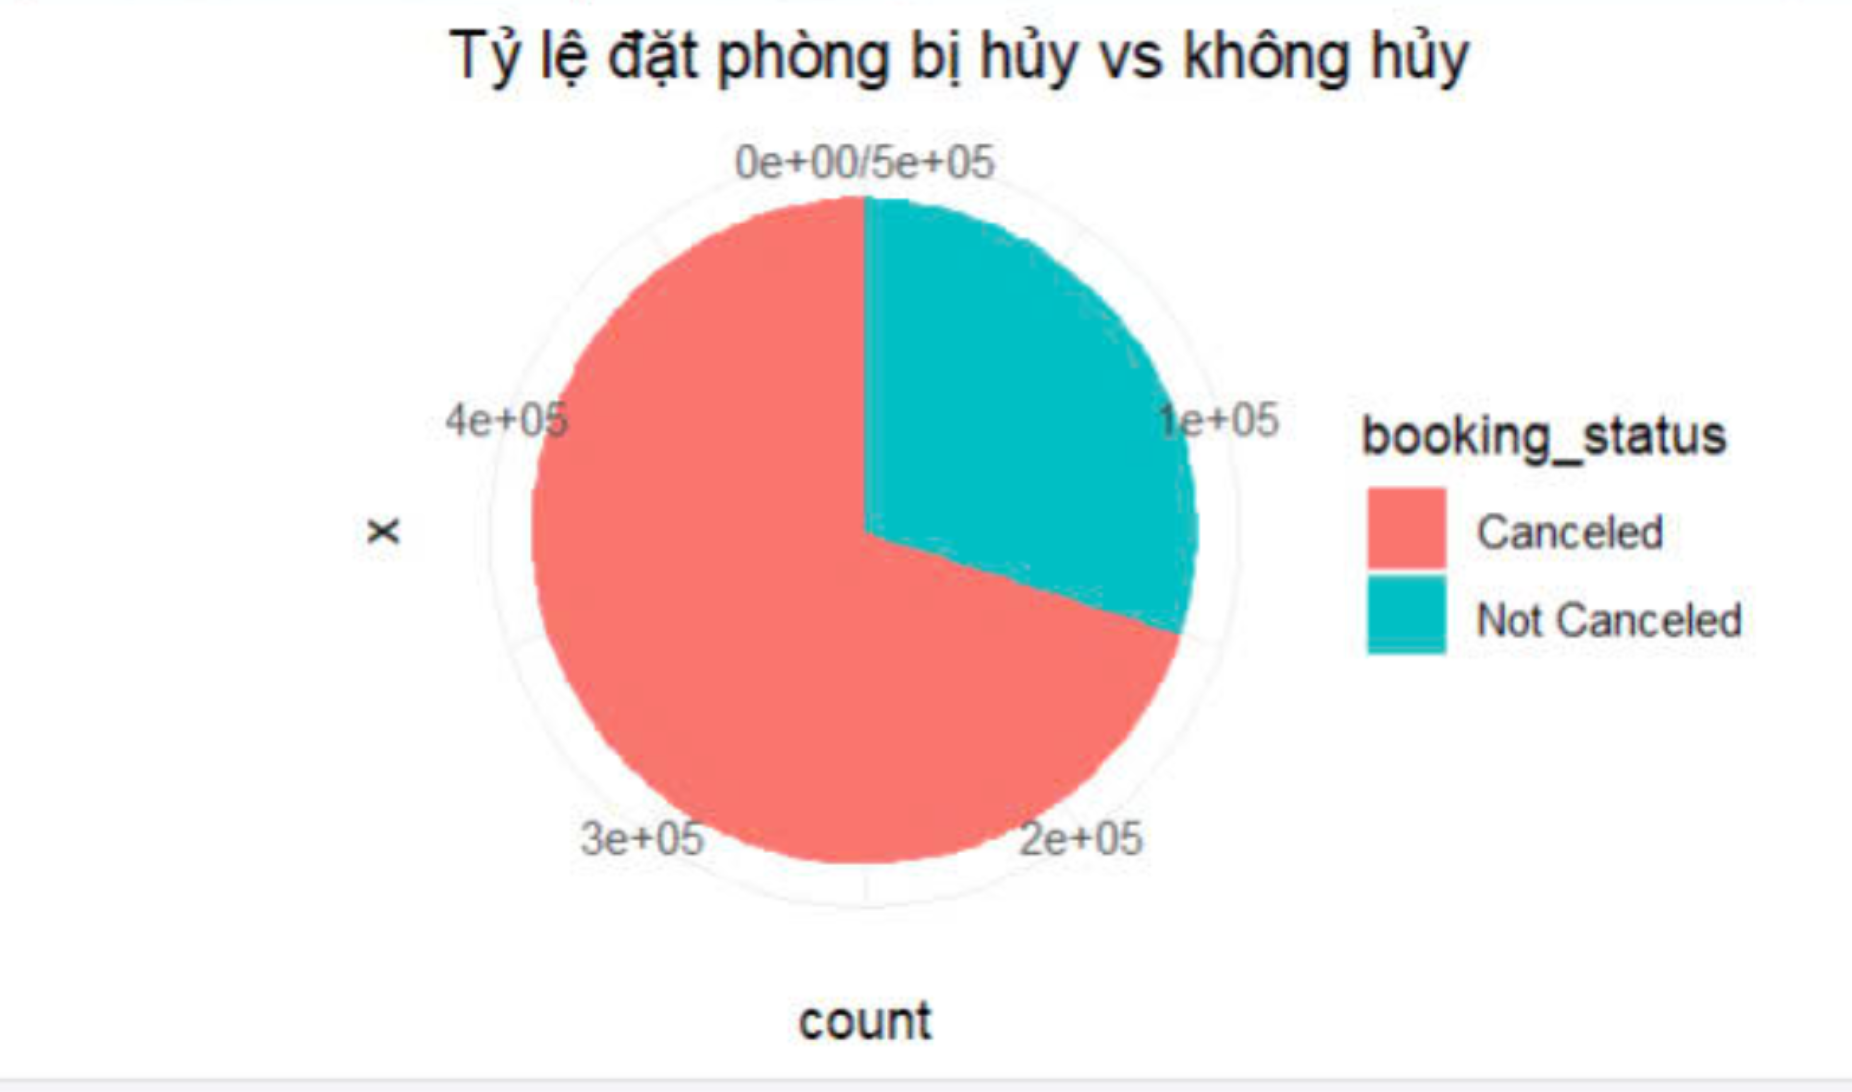 Tỷ lệ đặt phòng bị hủy vs không hủy
0e+00/5e+05
4e+05
1e+05
booking_status
x
Canceled
Not Canceled
3e+05
2e+05
count